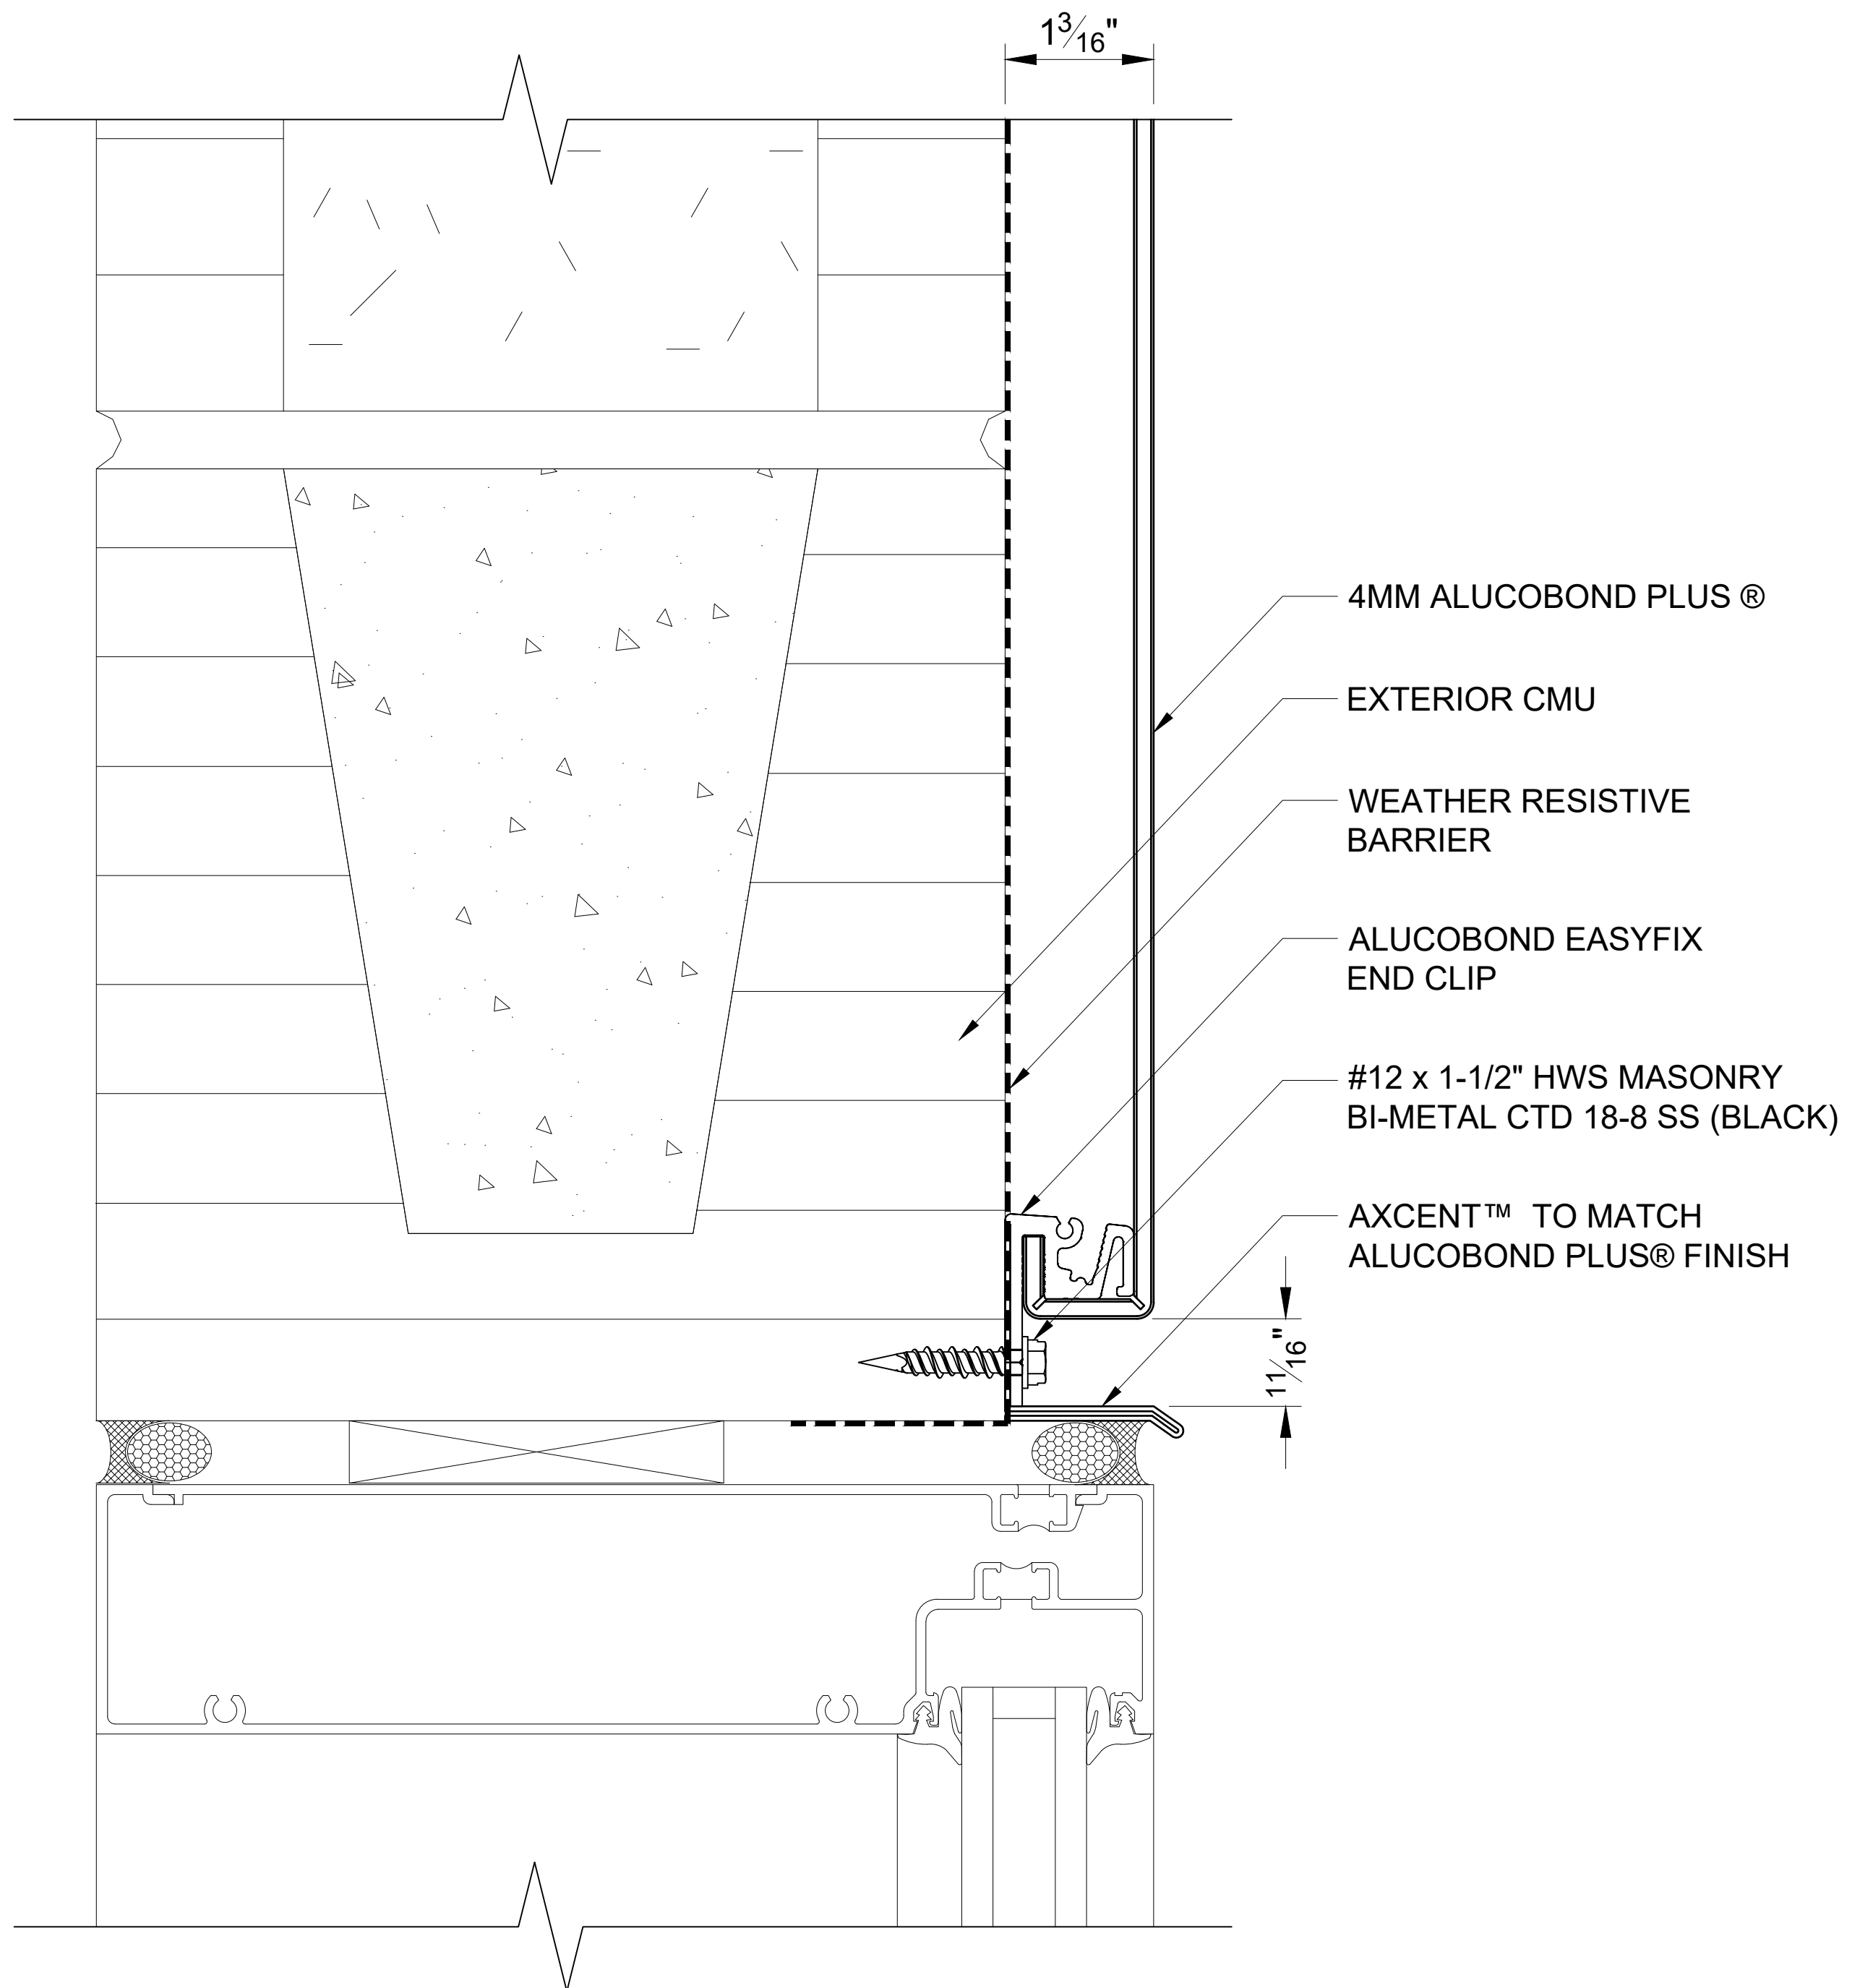 1 3/16"
4MM ALUCOBOND PLUS ®
EXTERIOR CMU
WEATHER RESISTIVE
BARRIER
ALUCOBOND EASYFIX
END CLIP
#12 x 1-1/2" HWS MASONRY
BI-METAL CTD 18-8 SS (BLACK)
AXCENT™ TO MATCH
ALUCOBOND PLUS® FINISH
11/16"